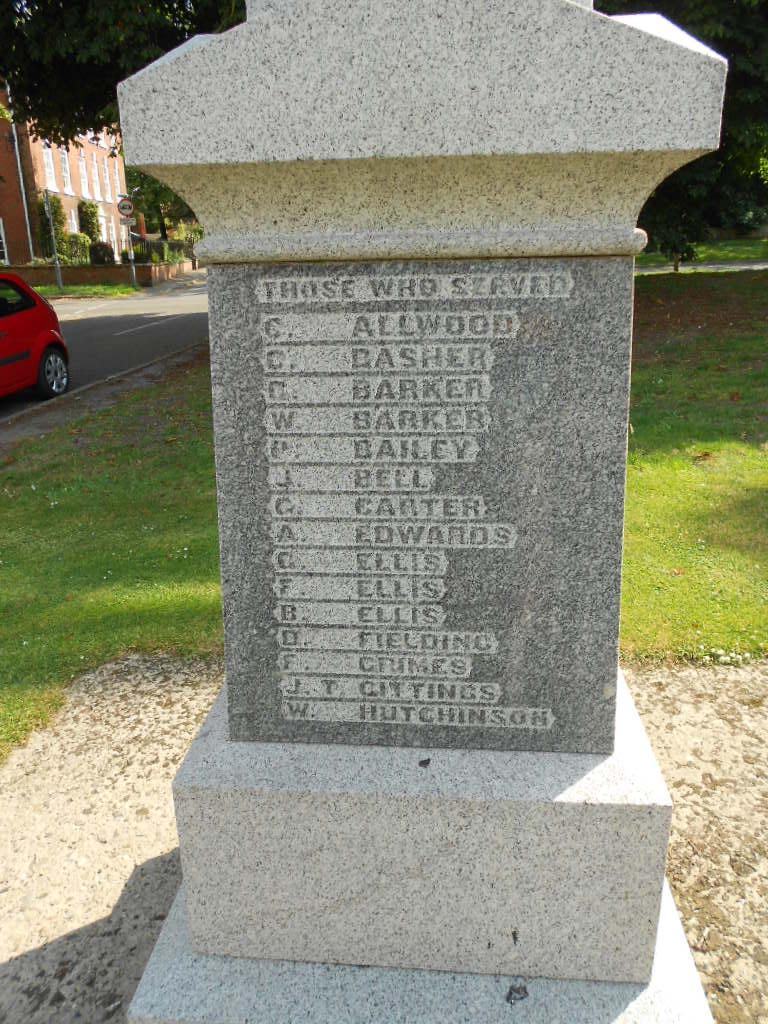 THOSE WHO SERVED
C. ALLWOOD
C. BASHER
BARKER
W. BARKER
BAILEY
J. BELL
C. CARTER
A. EDWARDS
ELLIS
F. ELLIS
B. ELLIS
D. FIELDING
F. GRIMES
J. T. GITTINGS
W. HUTCHINSON